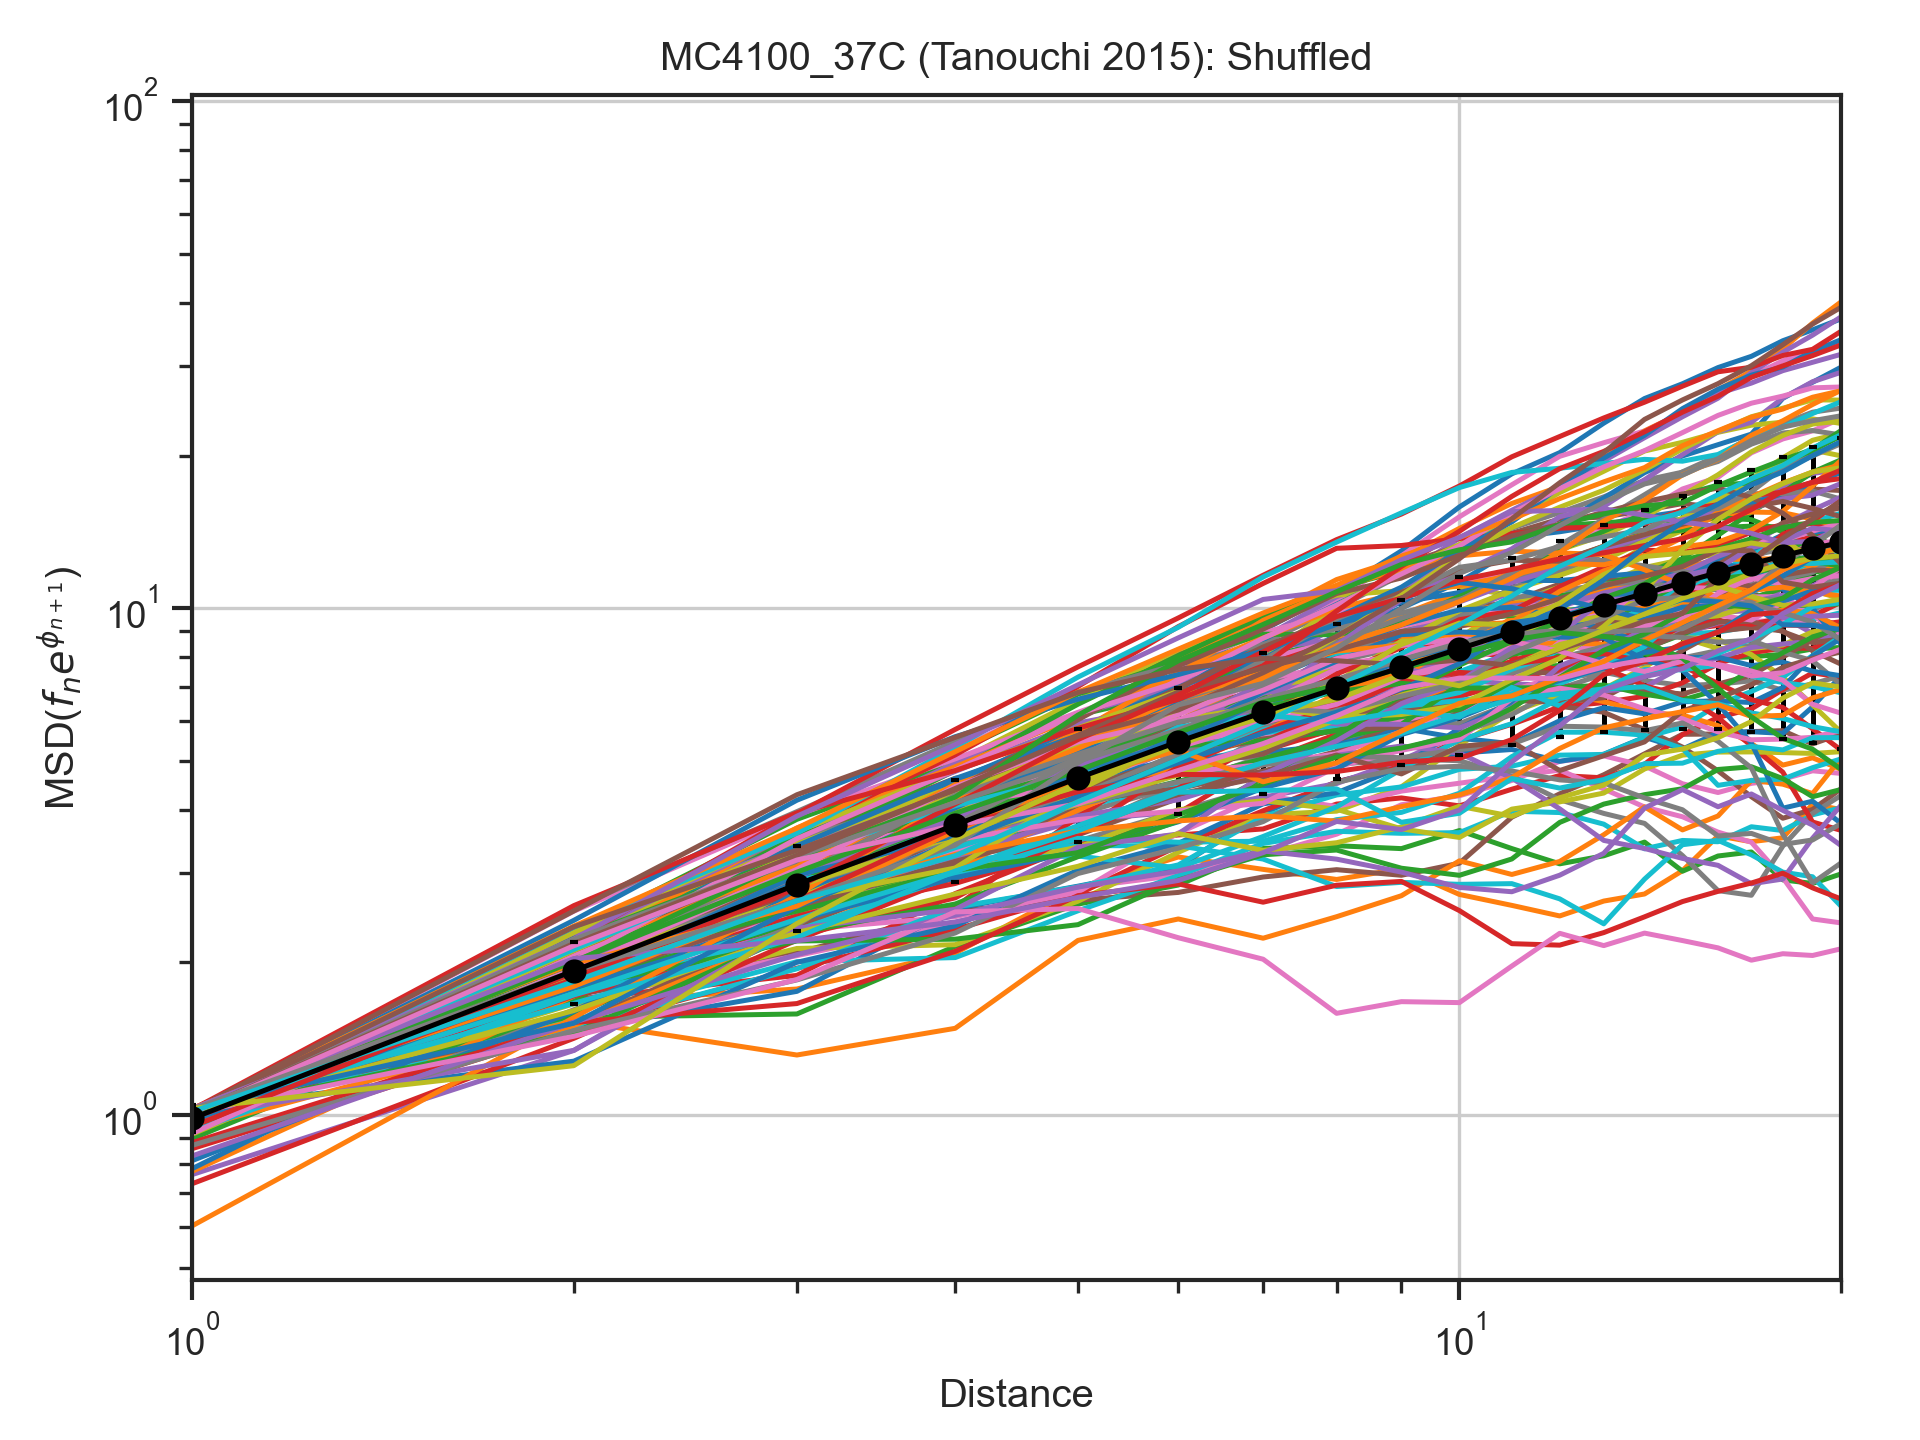 MC4100_37C (Tanouchi 2015): Shuffled
10²
10¹
10⁰
MSD(fₙe^ϕₙ₊₁)
10⁰
10¹
Distance